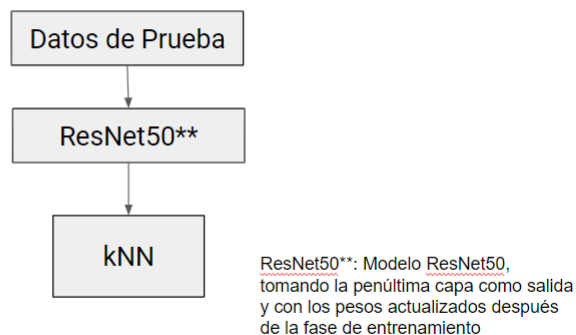 Datos de Prueba
ResNet50**
kNN
ResNet50**: Modelo ResNet50,
tomando la penúltima capa como salida
y con los pesos actualizados después
de la fase de entrenamiento